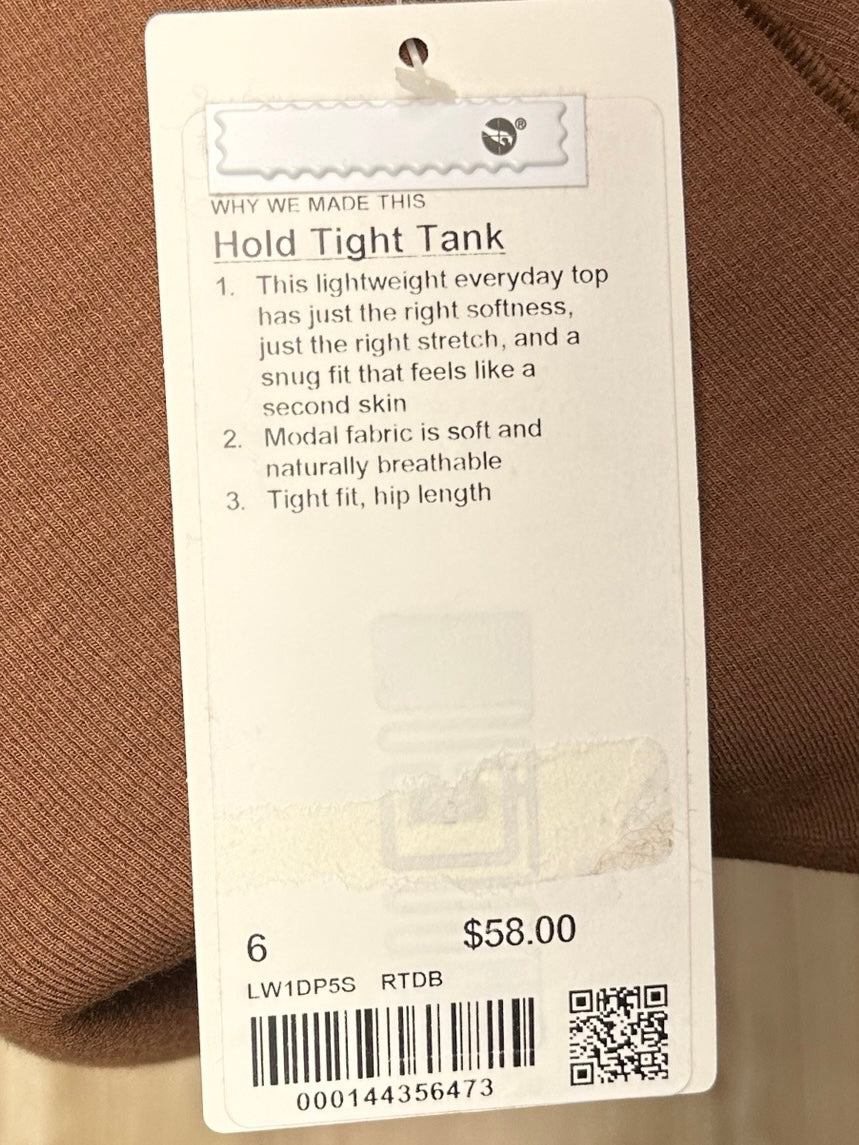 ®
WHY WE MADE THIS
Hold Tight Tank
1. This lightweight everyday top
has just the right softness,
just the right stretch, and a
snug fit that feels like a
second skin
2. Modal fabric is soft and
naturally breathable
3. Tight fit, hip length
6 $58.00
LW1DP5S RTDB
000144356473